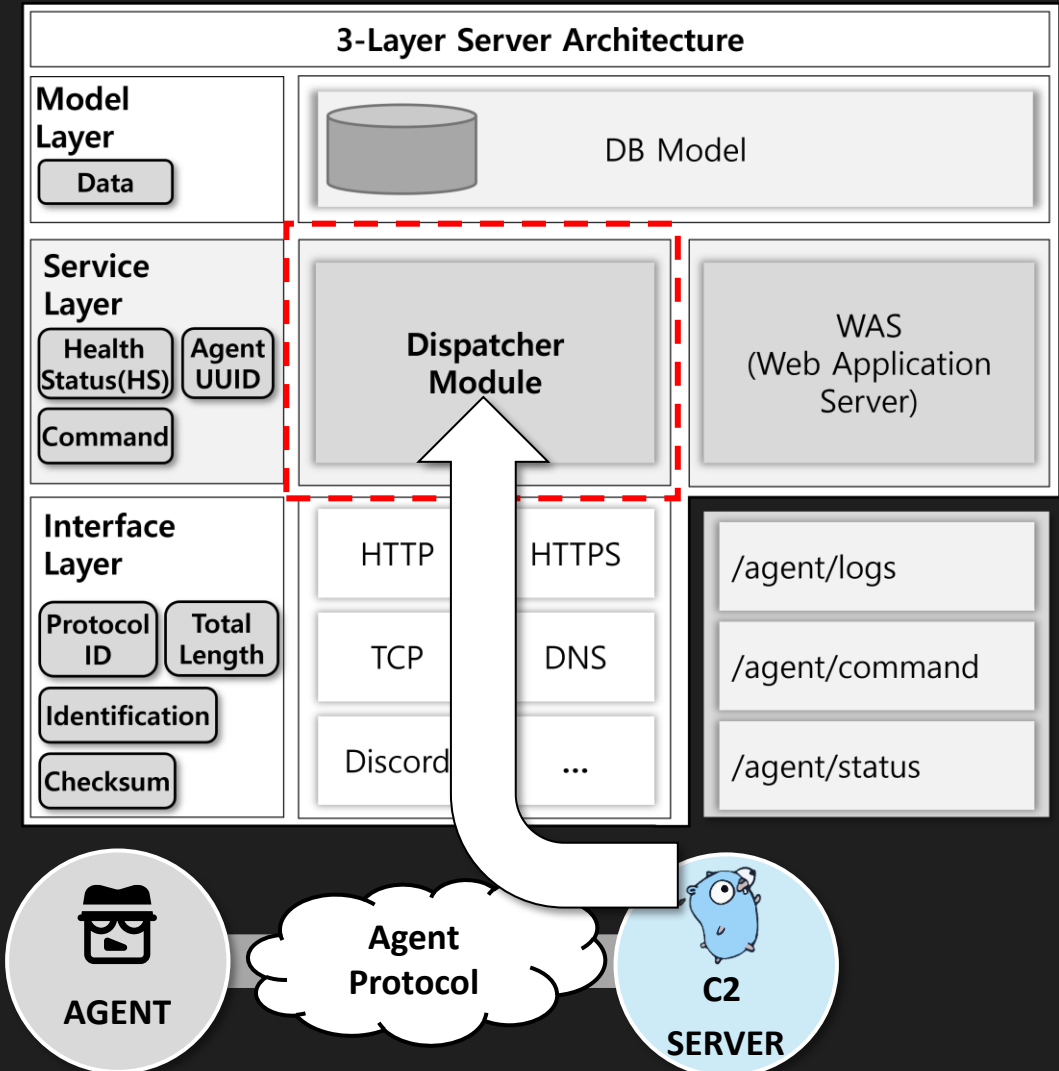 3-Layer Server Architecture
Model
Layer
Data
DB Model
Service
Layer
Health
Status(HS)
Agent
UUID
Command
Dispatcher
Module
WAS
(Web Application
Server)
Interface
Layer
Protocol
ID
Total
Length
Identification
Checksum
HTTP
HTTPS
TCP
DNS
Discord
...
/agent/logs
/agent/command
/agent/status
AGENT
Agent
Protocol
C2
SERVER